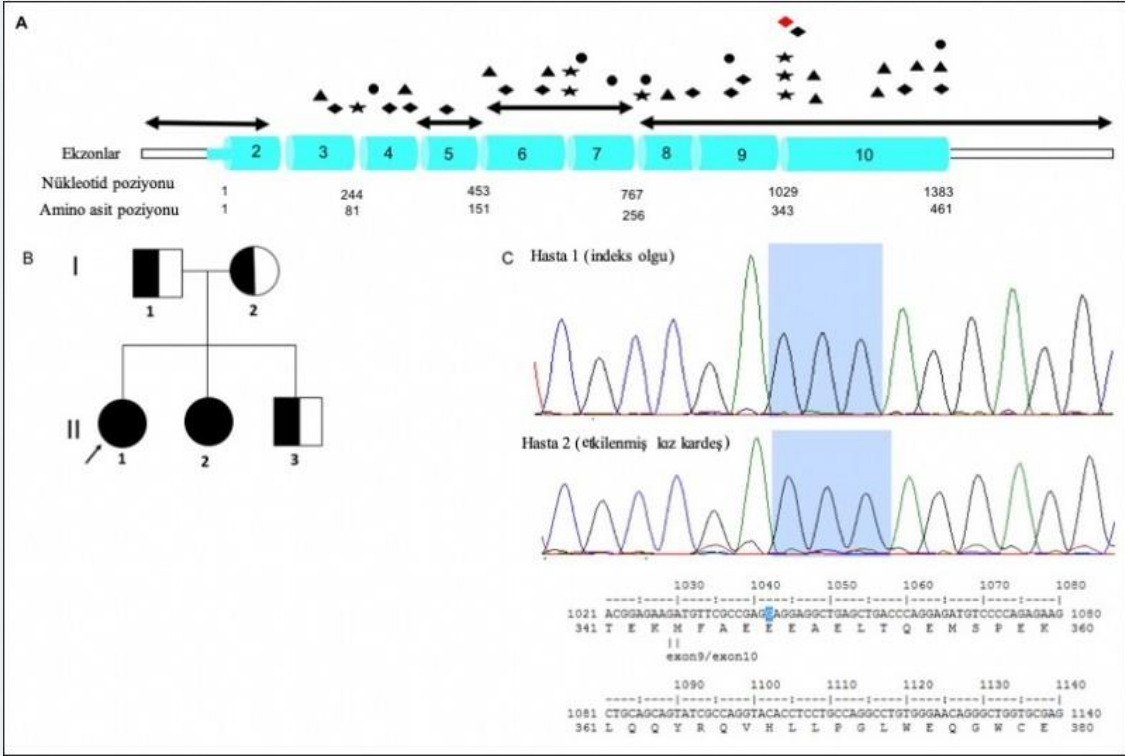 A
2 3 4 5 6 7 8 9 10
Ekzonlar
Nükleotid poziyonu 1 244 453 767 1029 1383
Amino asit poziyonu 1 81 151 256 343 461
B
I
1 2
II
1 2 3
C Hasta 1 (indeks olgu)
Hasta 2 (etkilenmiş kız kardeş)
1030 1040 1050 1060 1070 1080
1021 ACGGAGAAGATGTTCGCCGAGGAGGAGGCTGAGCTGACCCAGGAGATGTCCCCAGAGAAG 1080
341 T E K M F A E E E A E L T Q E M S P E K 360
||
exon9/exon10
1090 1100 1110 1120 1130 1140
1081 CTGCAGCAGTATCGCCAGGTACACCTCCTGCCAGGCCTGTGGGAACAGGGCTGGTGCGAG 1140
361 L Q Q Y R Q V H L L P G L W E Q G W C E 380